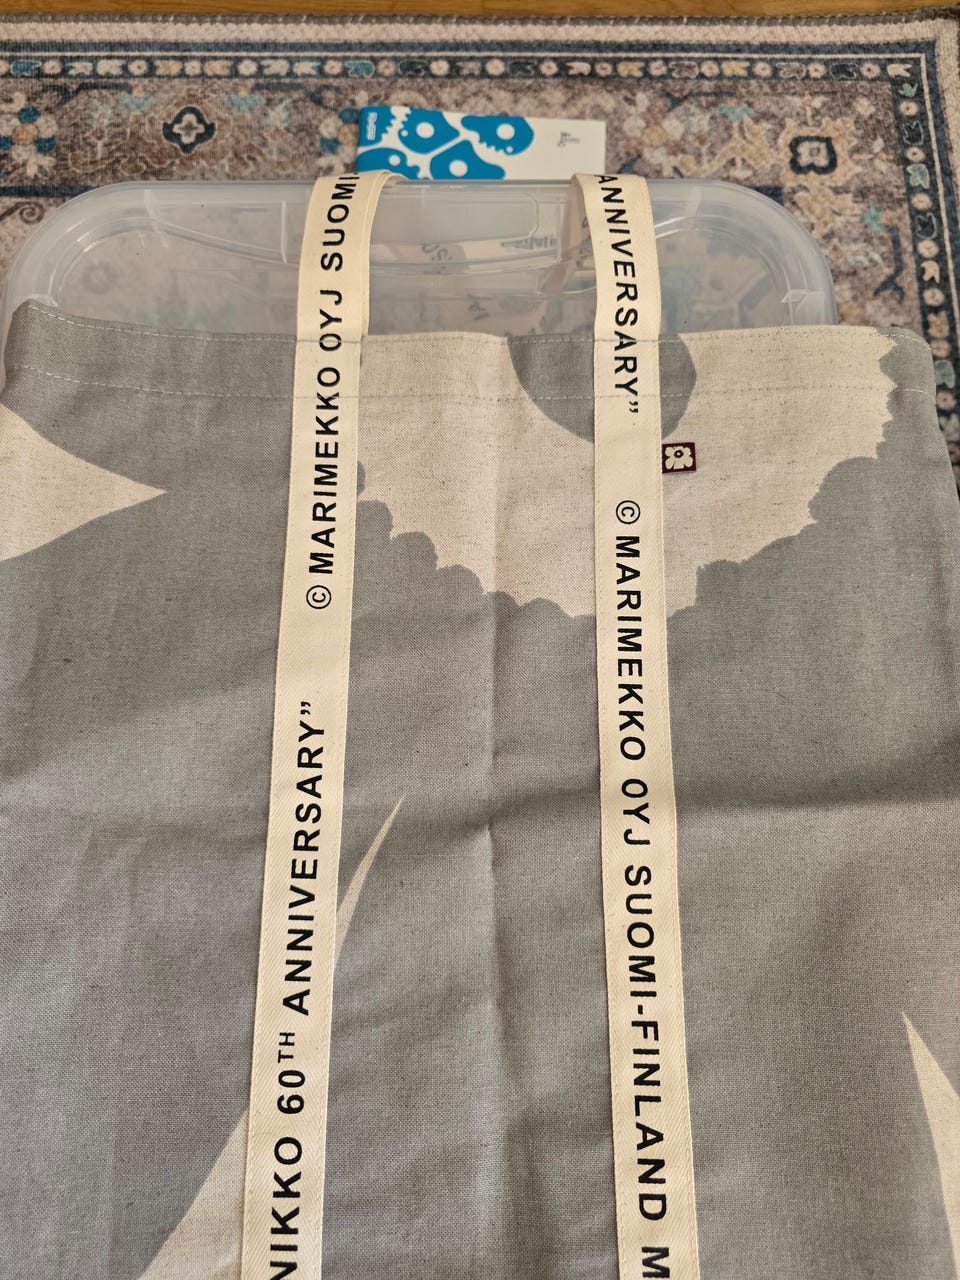 © MARIMEKKO OYJ SUOMI-
NIKKO 60TH ANNIVERSARY”
ANNIVERSARY”
© MARIMEKKO OYJ SUOMI-FINLAND M